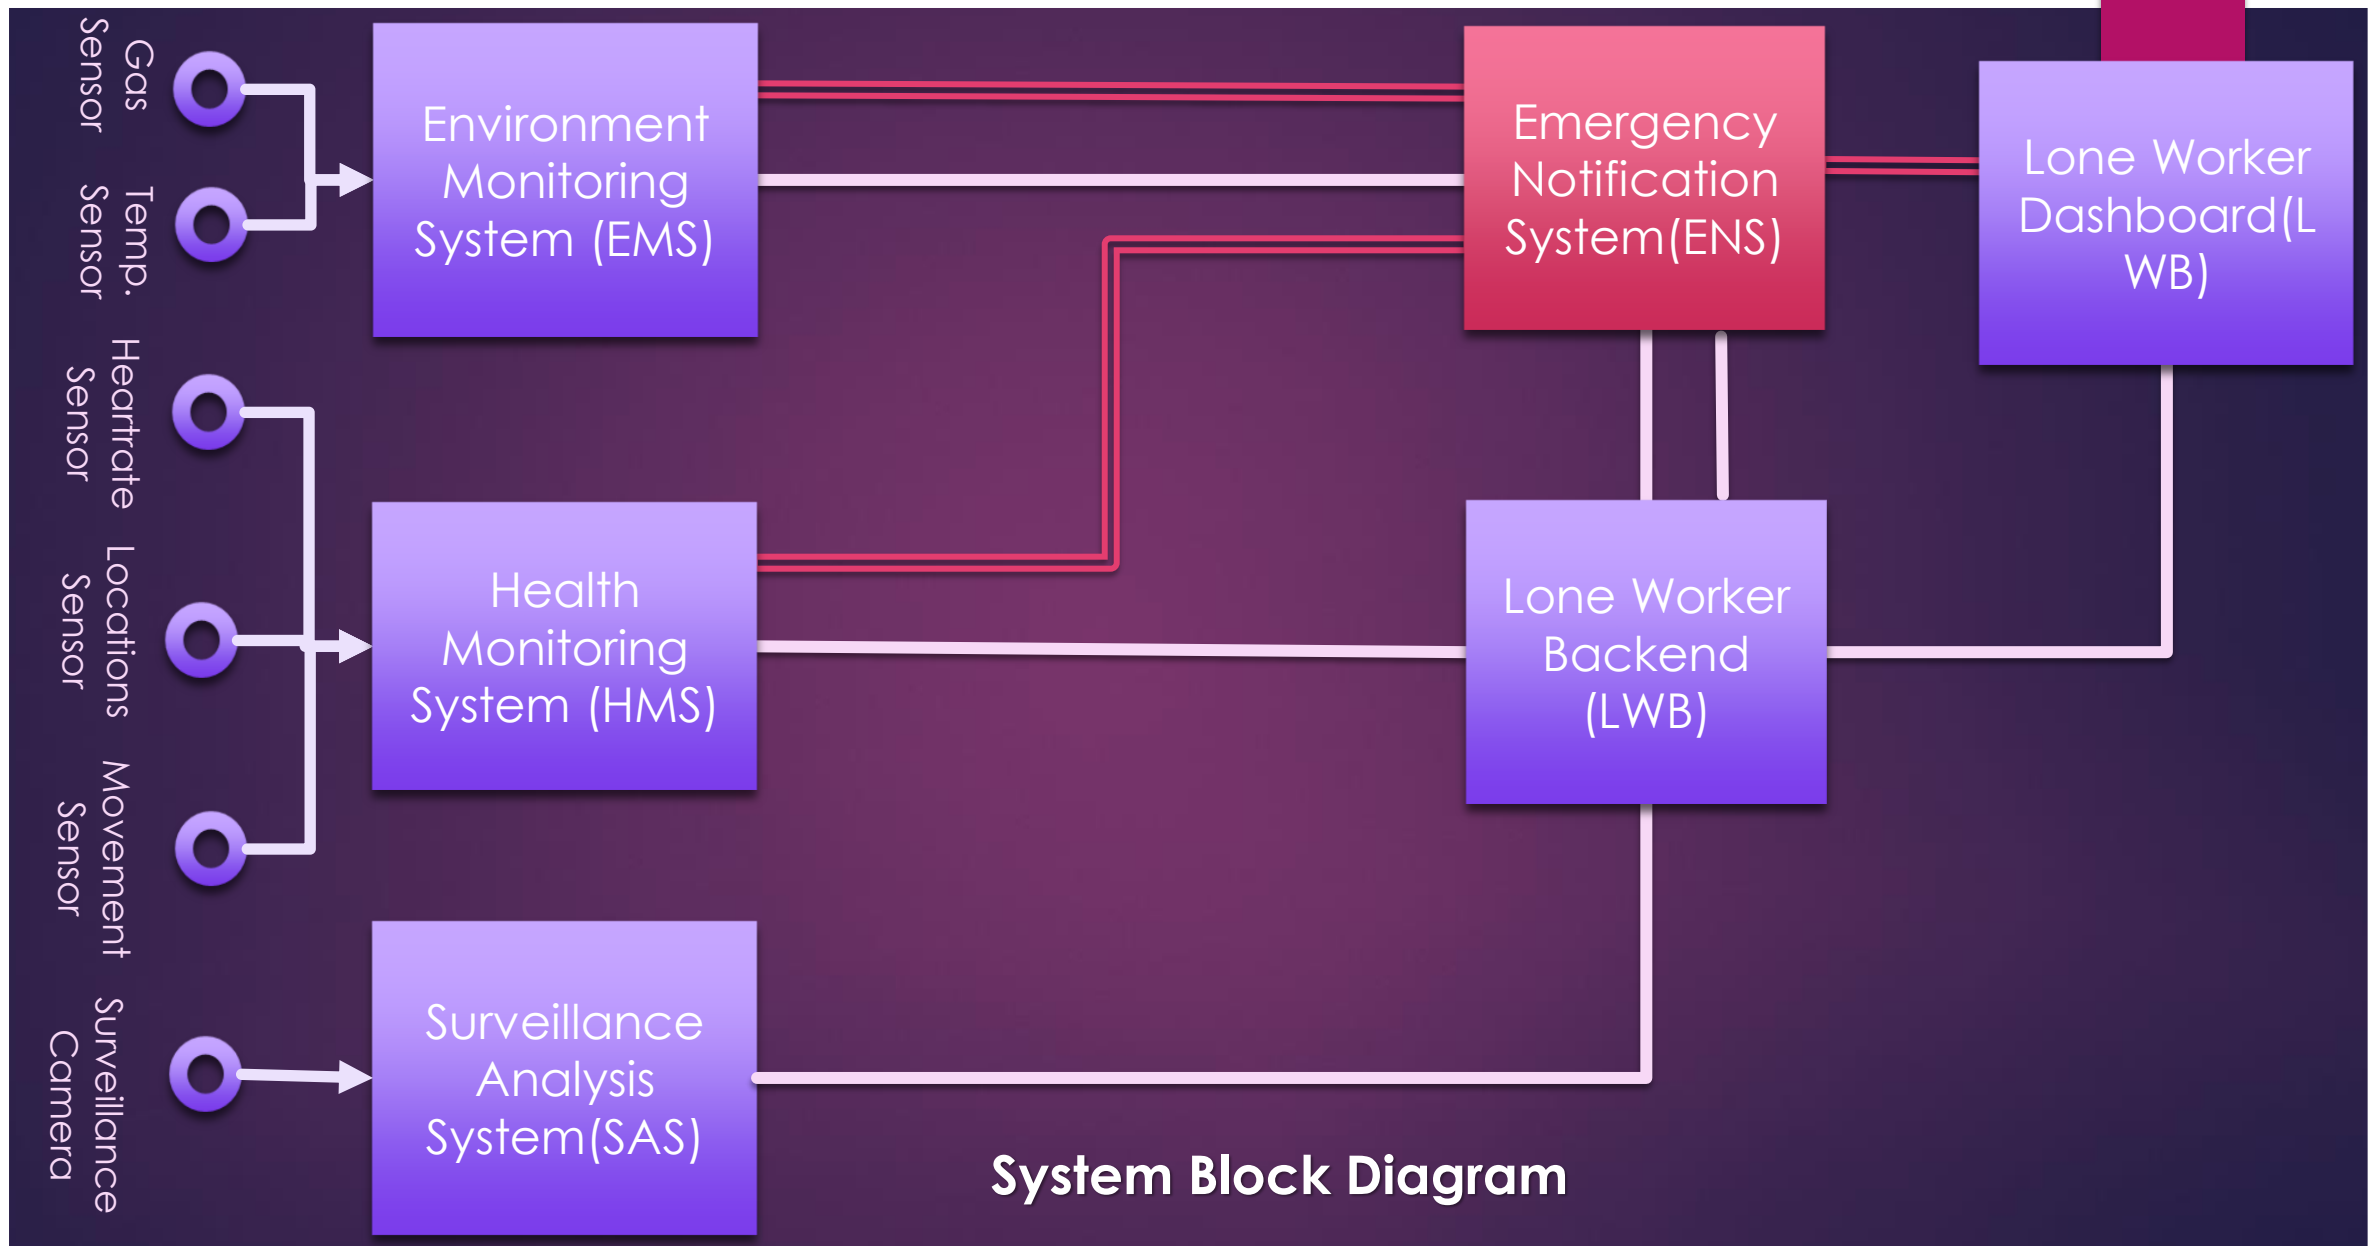 Gas
Sensor
Temp.
Sensor
Heartrate
Sensor
Locations
Sensor
Movement
Sensor
Surveillance
Camera
Environment
Monitoring
System (EMS)
Health
Monitoring
System (HMS)
Surveillance
Analysis
System(SAS)
Emergency
Notification
System(ENS)
Lone Worker
Backend
(LWB)
Lone Worker
Dashboard(L
WB)
System Block Diagram